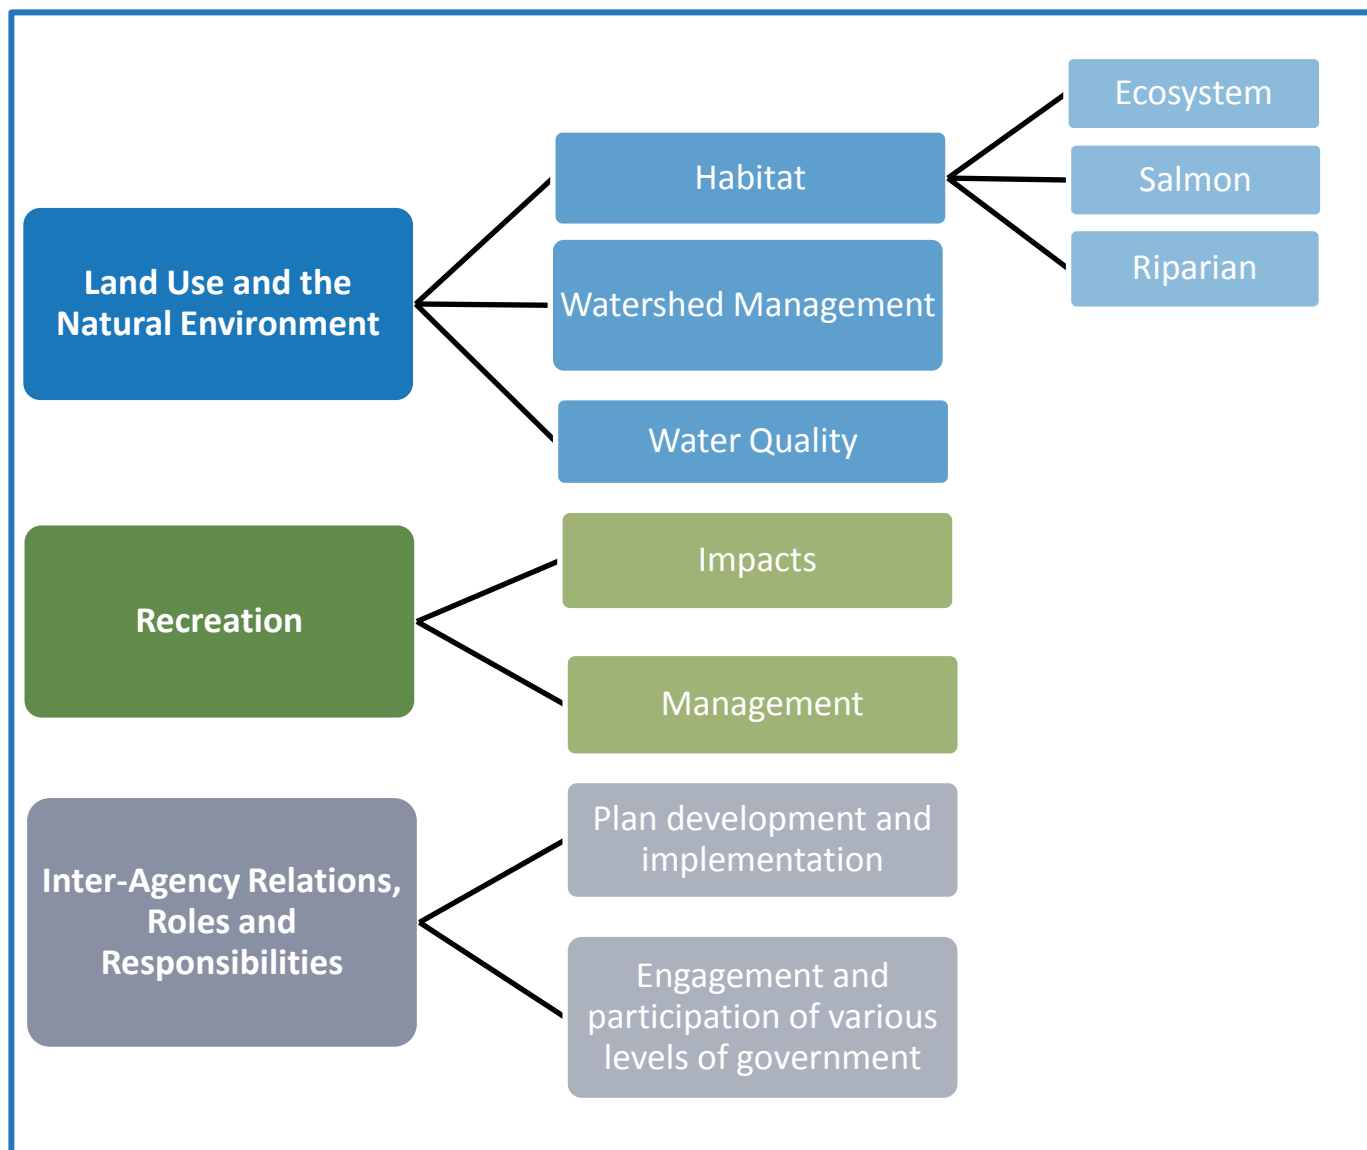 Land Use and the
Natural Environment
Habitat
Ecosystem
Salmon
Riparian
Watershed Management
Water Quality
Recreation
Impacts
Management
Inter-Agency Relations,
Roles and
Responsibilities
Plan development and
implementation
Engagement and
participation of various
levels of government